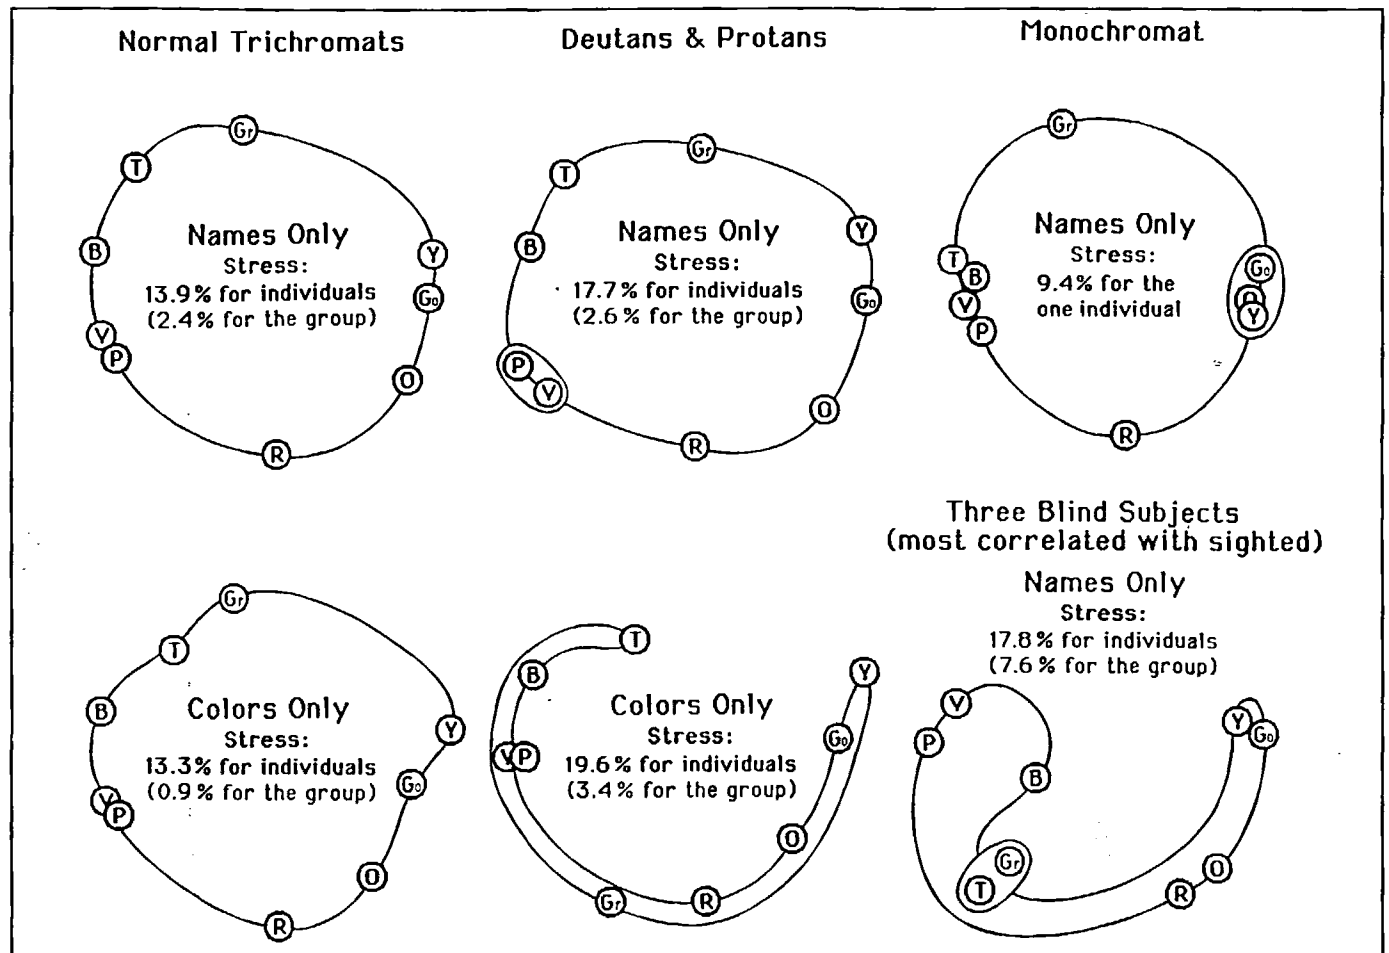 Normal Trichromats
Gr
T
B
Y
Go
V
P
O
R
Names Only
Stress:
13.9% for individuals
(2.4% for the group)
Deutans & Protans
Gr
T
B
Y
Go
P
V
O
R
Names Only
Stress:
17.7% for individuals
(2.6% for the group)
Monochromat
Gr
T
B
V
P
Go
O
Y
R
Names Only
Stress:
9.4% for the
one individual
Gr
T
B
Y
Go
V
P
O
R
Colors Only
Stress:
13.3% for individuals
(0.9% for the group)
T
B
Y
V
P
Go
O
Gr
R
Colors Only
Stress:
19.6% for individuals
(3.4% for the group)
Three Blind Subjects
(most correlated with sighted)
Names Only
Stress:
17.8% for individuals
(7.6% for the group)
V
P
B
Y
Go
Gr
T
O
R